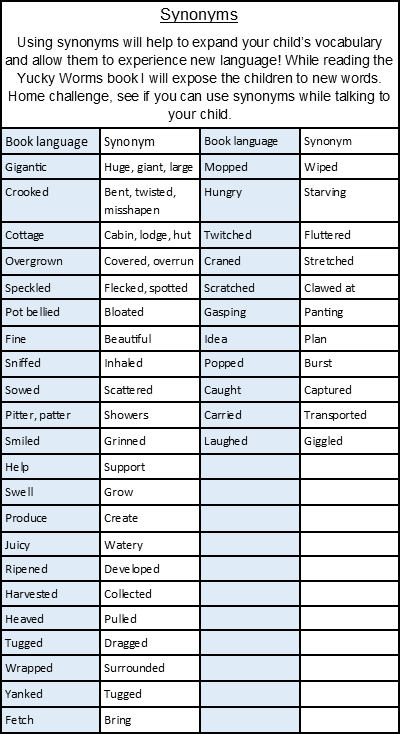 Synonyms
Using synonyms will help to expand your child's vocabulary
and allow them to experience new language! While reading the
Yucky Worms book I will expose the children to new words.
Home challenge, see if you can use synonyms while talking to
your child.
Book language Synonym Book language Synonym
Gigantic Huge, giant, large Mopped Wiped
Crooked Bent, twisted, Hungry Starving
misshapen
Cottage Cabin, lodge, hut Twitched Fluttered
Overgrown Covered, overrun Craned Stretched
Speckled Flecked, spotted Scratched Clawed at
Pot bellied Bloated Gasping Panting
Fine Beautiful Idea Plan
Sniffed Inhaled Popped Burst
Sowed Scattered Caught Captured
Pitter, patter Showers Carried Transported
Smiled Grinned Laughed Giggled
Help Support
Swell Grow
Produce Create
Juicy Watery
Ripened Developed
Harvested Collected
Heaved Pulled
Tugged Dragged
Wrapped Surrounded
Yanked Tugged
Fetch Bring